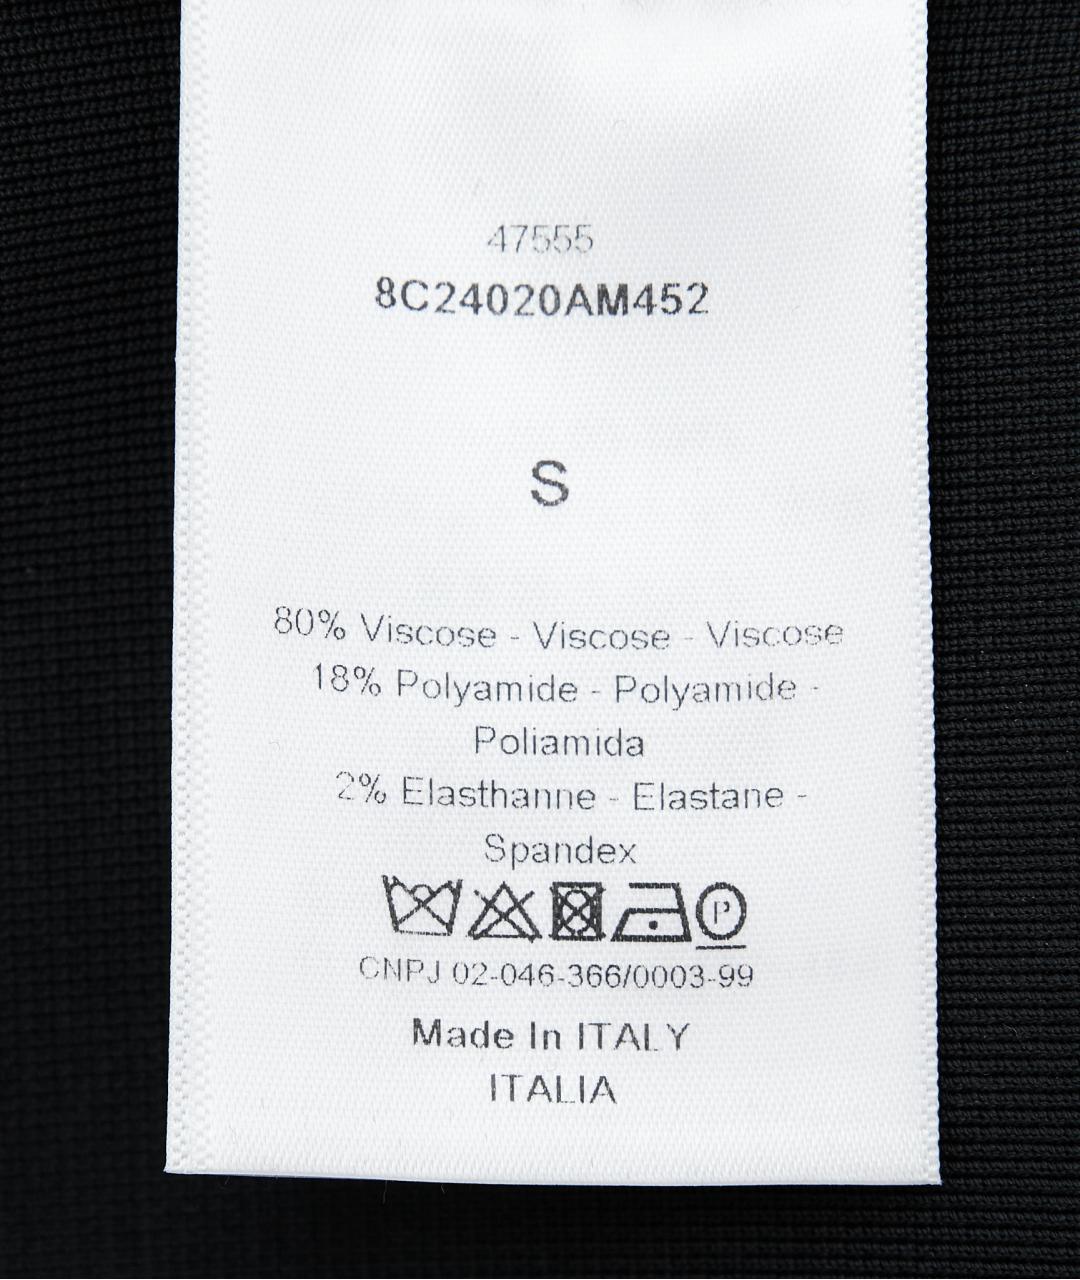 47555
8C24020AM452
S
80% Viscose - Viscose - Viscose
18% Polyamide - Polyamide -
Poliamida
2% Elasthanne - Elastane -
Spandex
P
CNPJ 02-046-366/0003-99
Made In ITALY
ITALIA